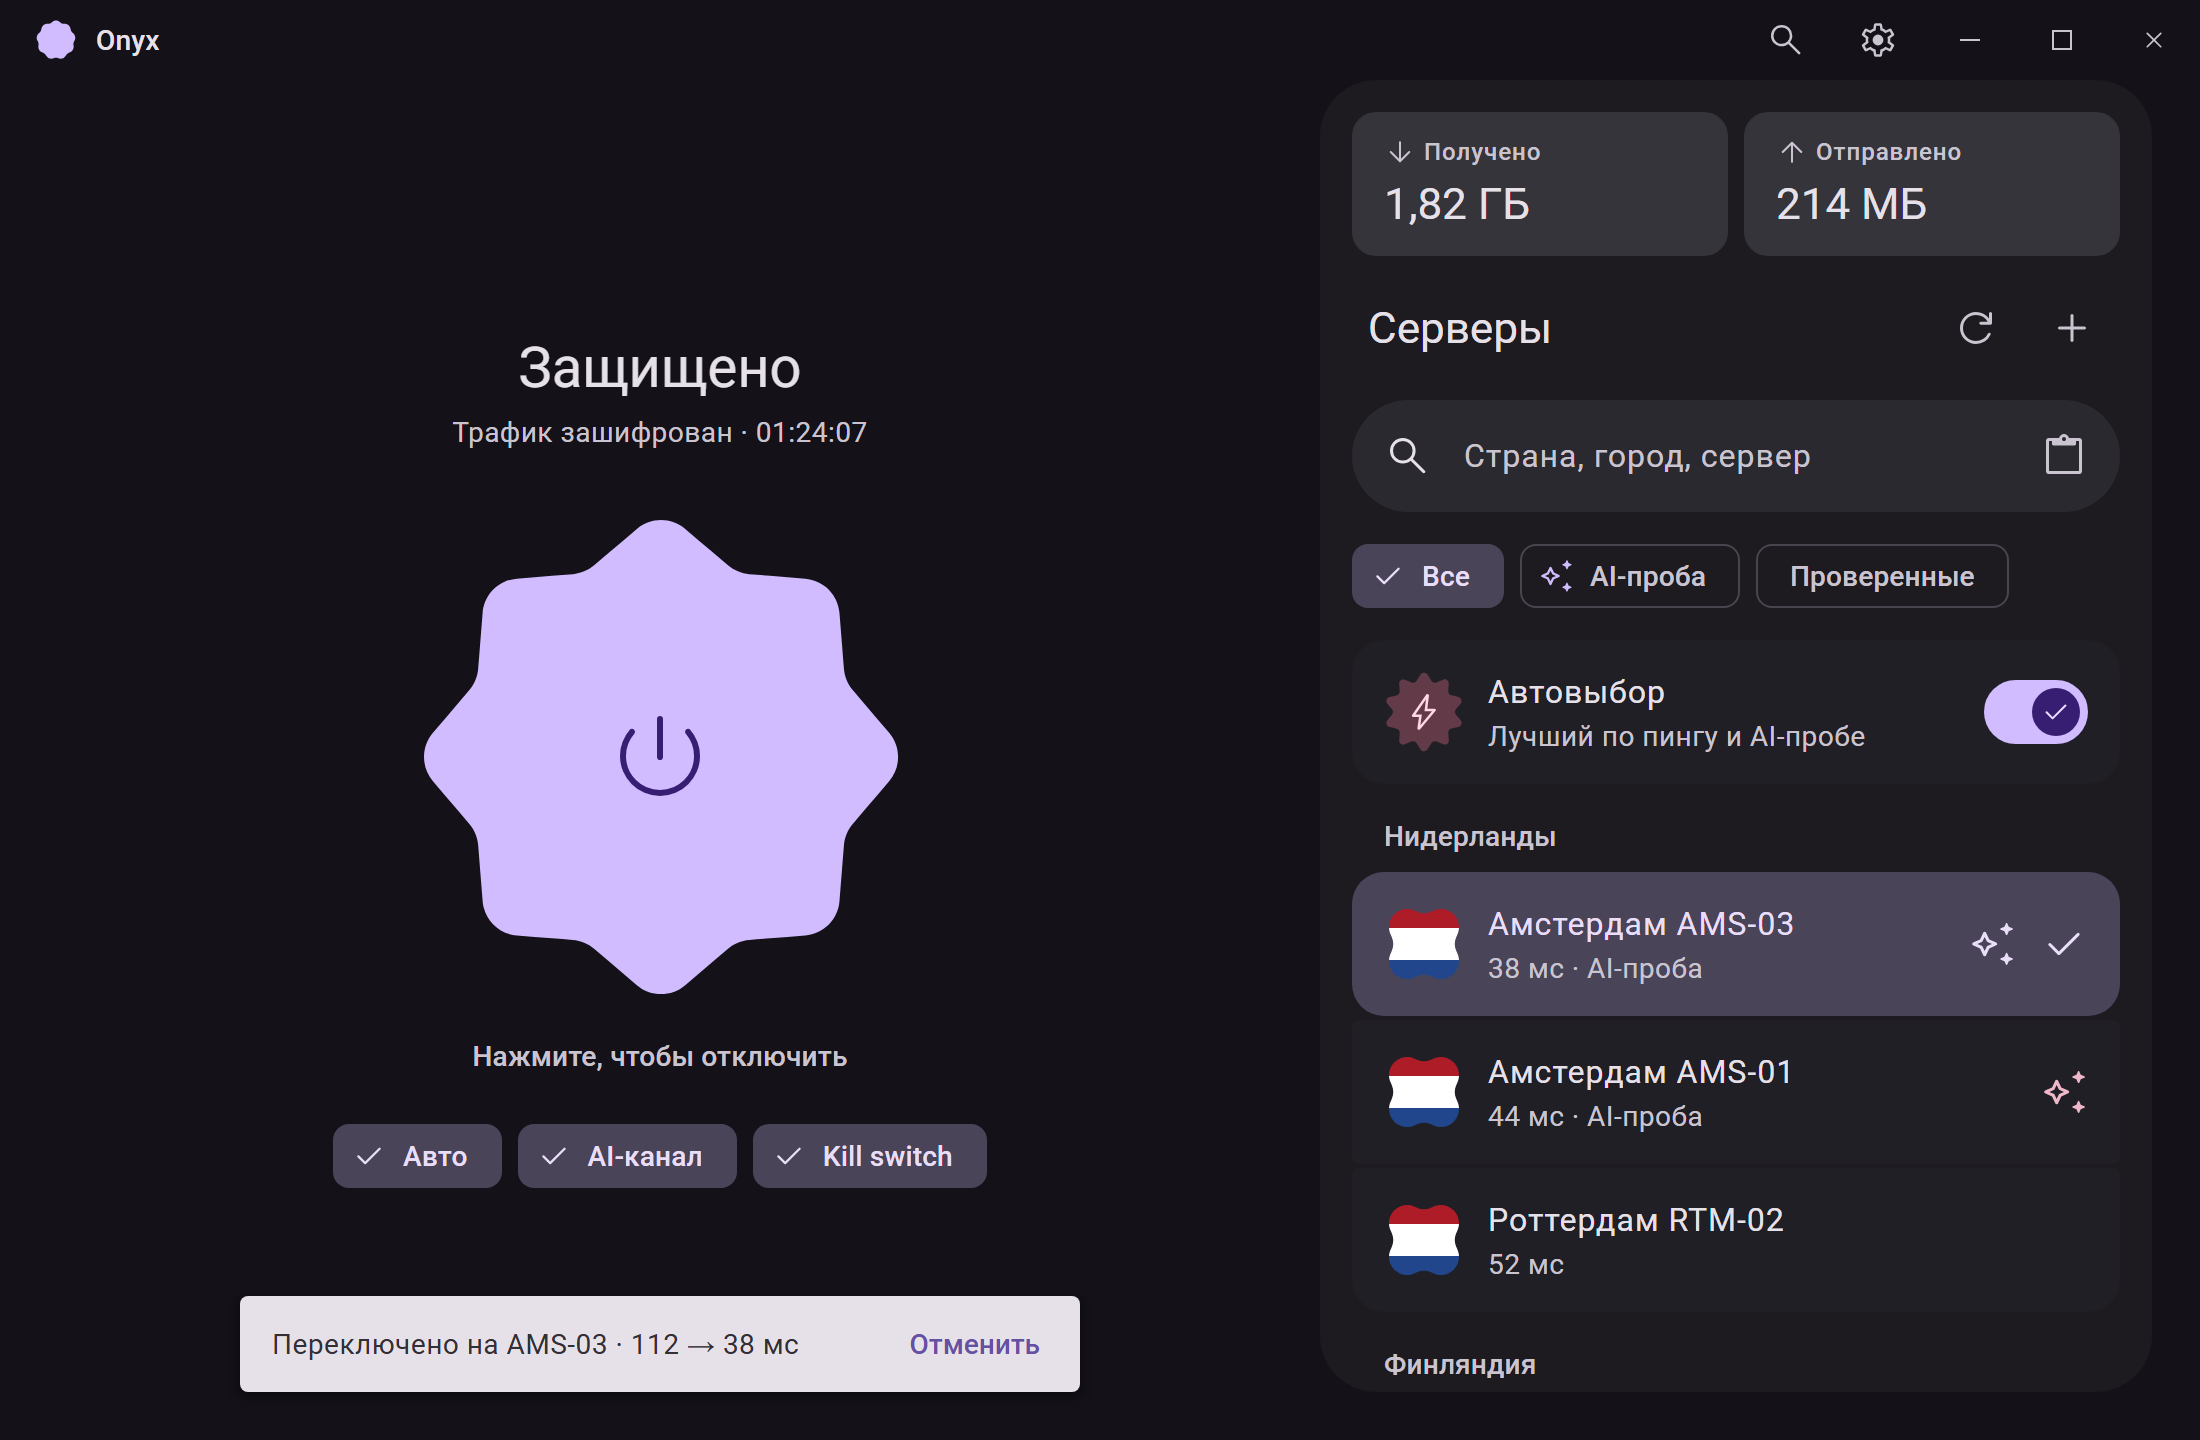 Onyx
Защищено
Трафик зашифрован · 01:24:07
Нажмите, чтобы отключить
Авто
AI-канал
Kill switch
Переключено на AMS-03 · 112 → 38 мс
Отменить
Получено
1,82 ГБ
Отправлено
214 МБ
Серверы
Страна, город, сервер
Все
AI-проба
Проверенные
Автовыбор
Лучший по пингу и AI-пробе
Нидерланды
Амстердам AMS-03
38 мс · AI-проба
Амстердам AMS-01
44 мс · AI-проба
Роттердам RTM-02
52 мс
Финляндия